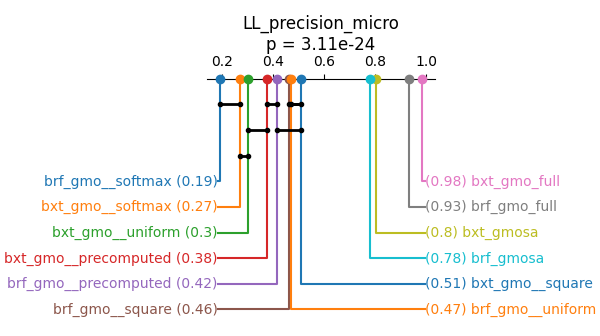 LL_precision_micro
p = 3.11e-24
0.2 0.4 0.6 0.8 1.0
brf_gmo__softmax (0.19) (0.98) bxt_gmo_full
bxt_gmo__softmax (0.27) (0.93) brf_gmo_full
bxt_gmo__uniform (0.3) (0.8) bxt_gmosa
bxt_gmo__precomputed (0.38) (0.78) brf_gmosa
brf_gmo__precomputed (0.42) (0.51) bxt_gmo__square
brf_gmo__square (0.46) (0.47) brf_gmo__uniform